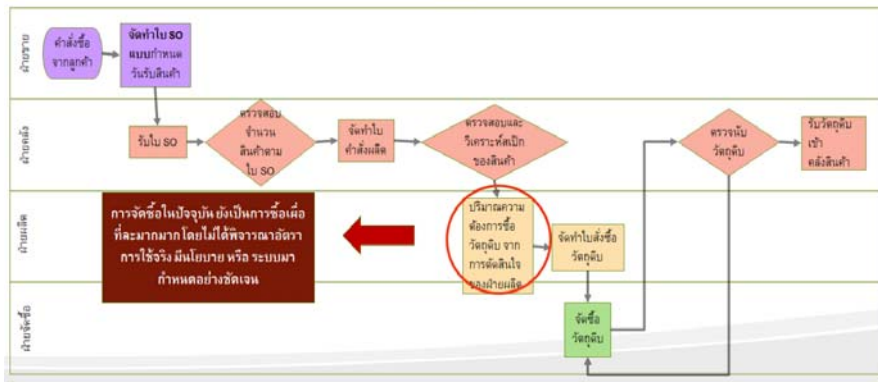 ฝ่ายขาย
คำสั่งซื้อ
จากลูกค้า
จัดทำใบ SO
แบบกำหนด
วันรับสินค้า
ฝ่ายคลัง
รับใบ SO
ตรวจสอบ
จำนวน
สินค้าตาม
ใบ SO
จัดทำใบ
คำสั่งผลิต
ตรวจสอบและ
วิเคราะห์สเป๊ก
ของสินค้า
ตรวจนับ
วัตถุดิบ
รับวัตถุดิบ
เข้า
คลังสินค้า
ฝ่ายผลิต
การจัดซื้อในปัจจุบัน ยังเป็นการซื้อเผื่อ
ที่ละมากมาก โดยไม่ได้พิจารณาอัตรา
การใช้จริง มีนโยบาย หรือ ระบบมา
กำหนดอย่างชัดเจน
ปริมาณความ
ต้องการซื้อ
วัตถุดิบ จาก
การตัดสินใจ
ของฝ่ายผลิต
จัดทำใบสั่งซื้อ
วัตถุดิบ
ฝ่ายจัดซื้อ
จัดซื้อ
วัตถุดิบ